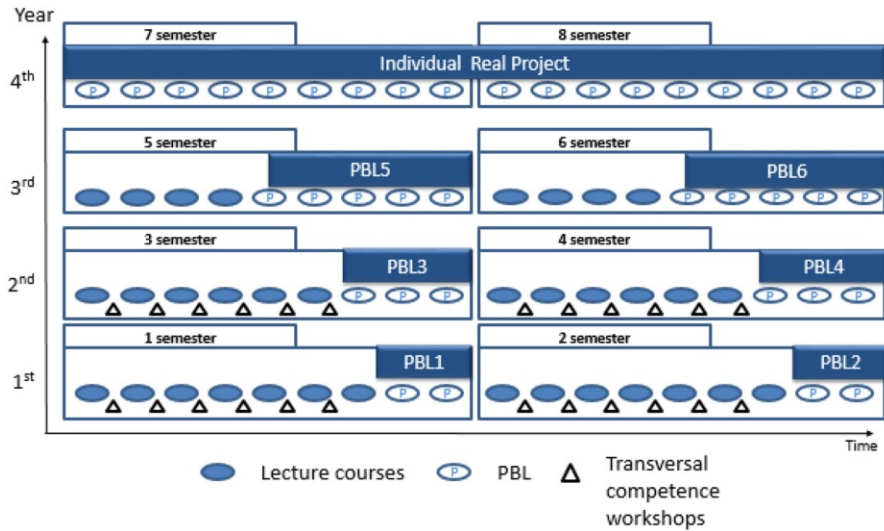 Year
7 semester
8 semester
Individual Real Project
4th
P P P P P P P P P P P P P P P P P P
5 semester
6 semester
PBL5
PBL6
3rd
P P P P P P P P P P
3 semester
4 semester
PBL3
PBL4
2nd
P P P P P P
1 semester
2 semester
PBL1
PBL2
1st
P P P P
Time
Lecture courses
P PBL
Transversal
competence
workshops